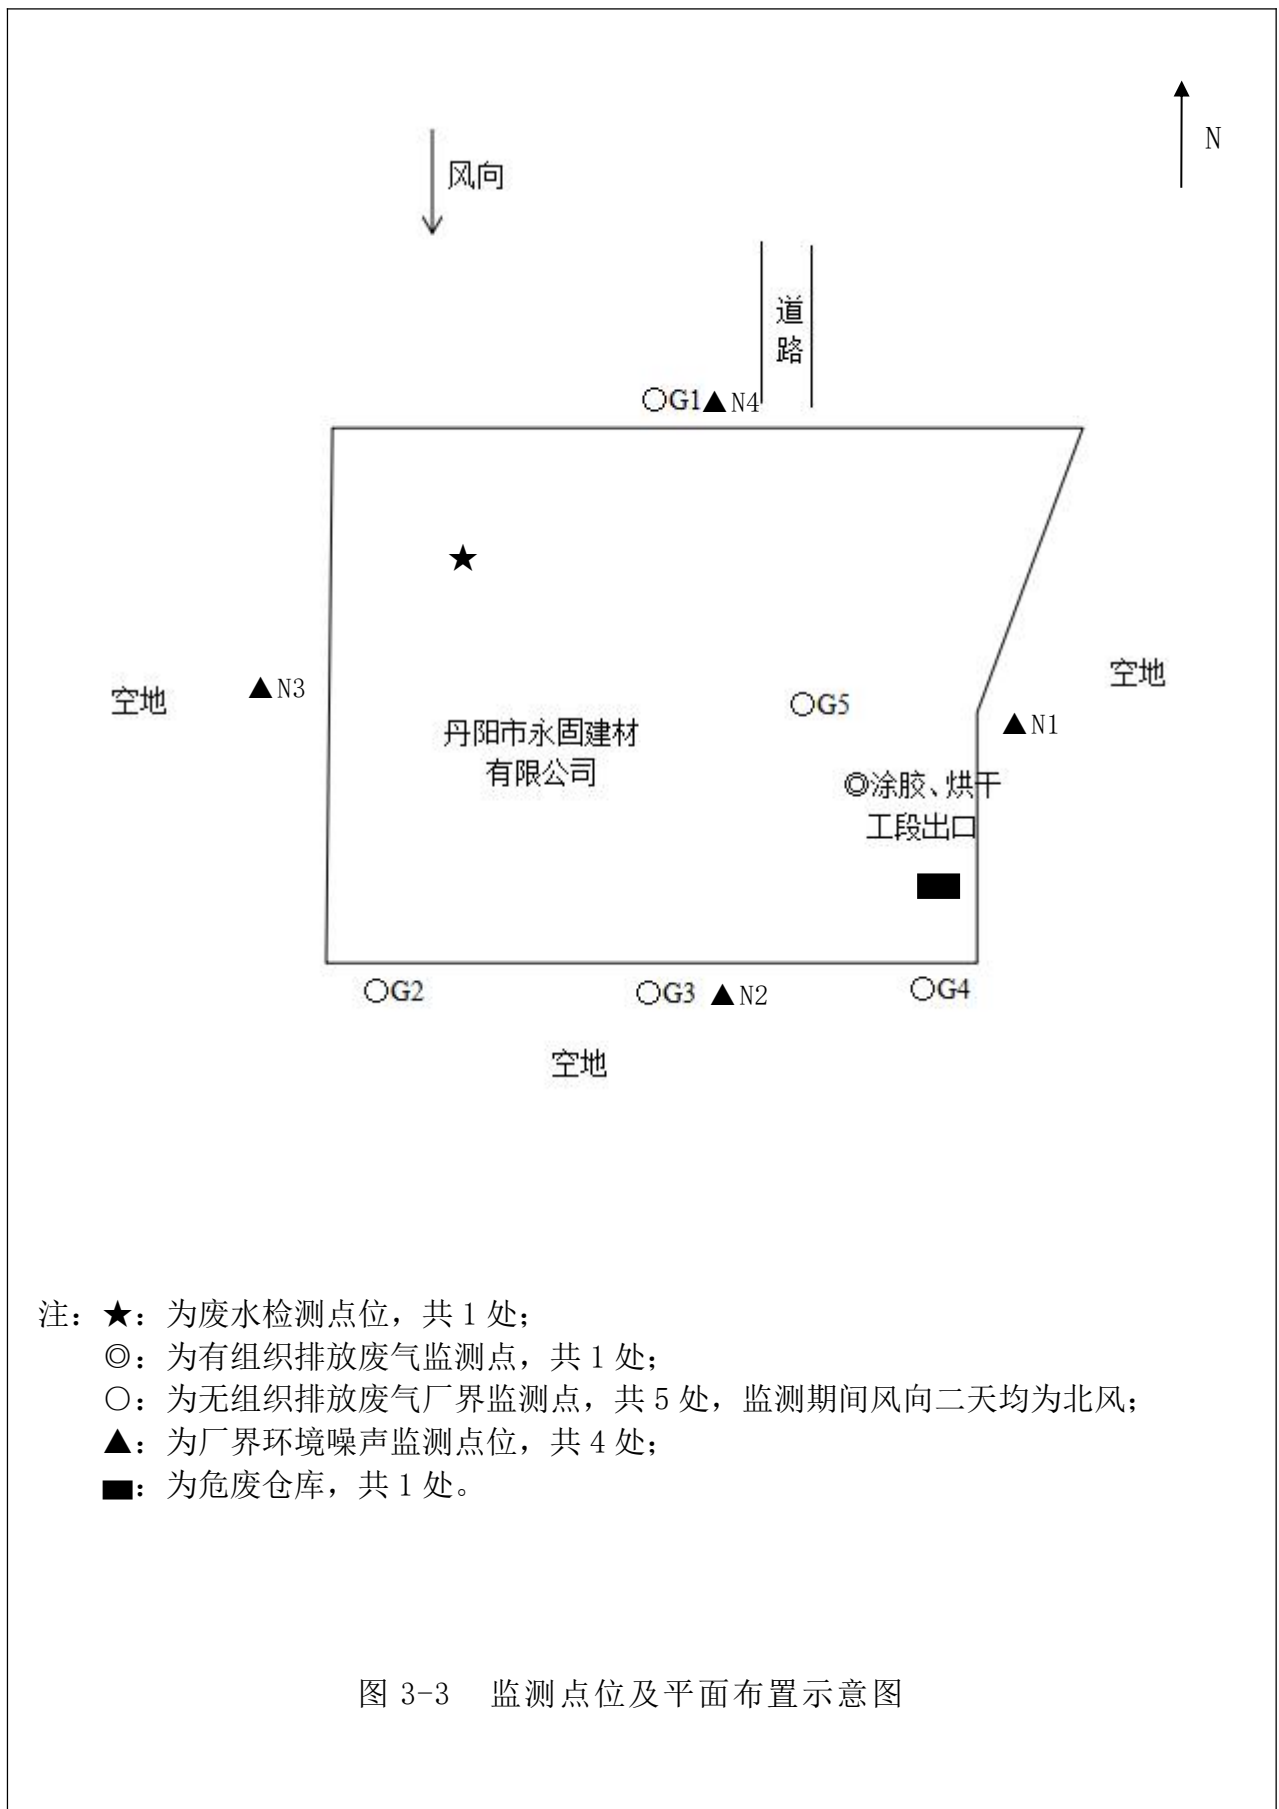 N
风向
道
路
○G1▲N4
★
空地
▲N3
○G5
空地
▲N1
丹阳市永固建材
有限公司
◎涂胶、烘干
工段出口
○G2
○G3 ▲N2
○G4
空地
注：★：为废水检测点位，共1处；
◎：为有组织排放废气监测点，共1处；
○：为无组织排放废气厂界监测点，共5处，监测期间风向二天均为北风；
▲：为厂界环境噪声监测点位，共4处；
■：为危废仓库，共1处。
图 3-3 监测点位及平面布置示意图